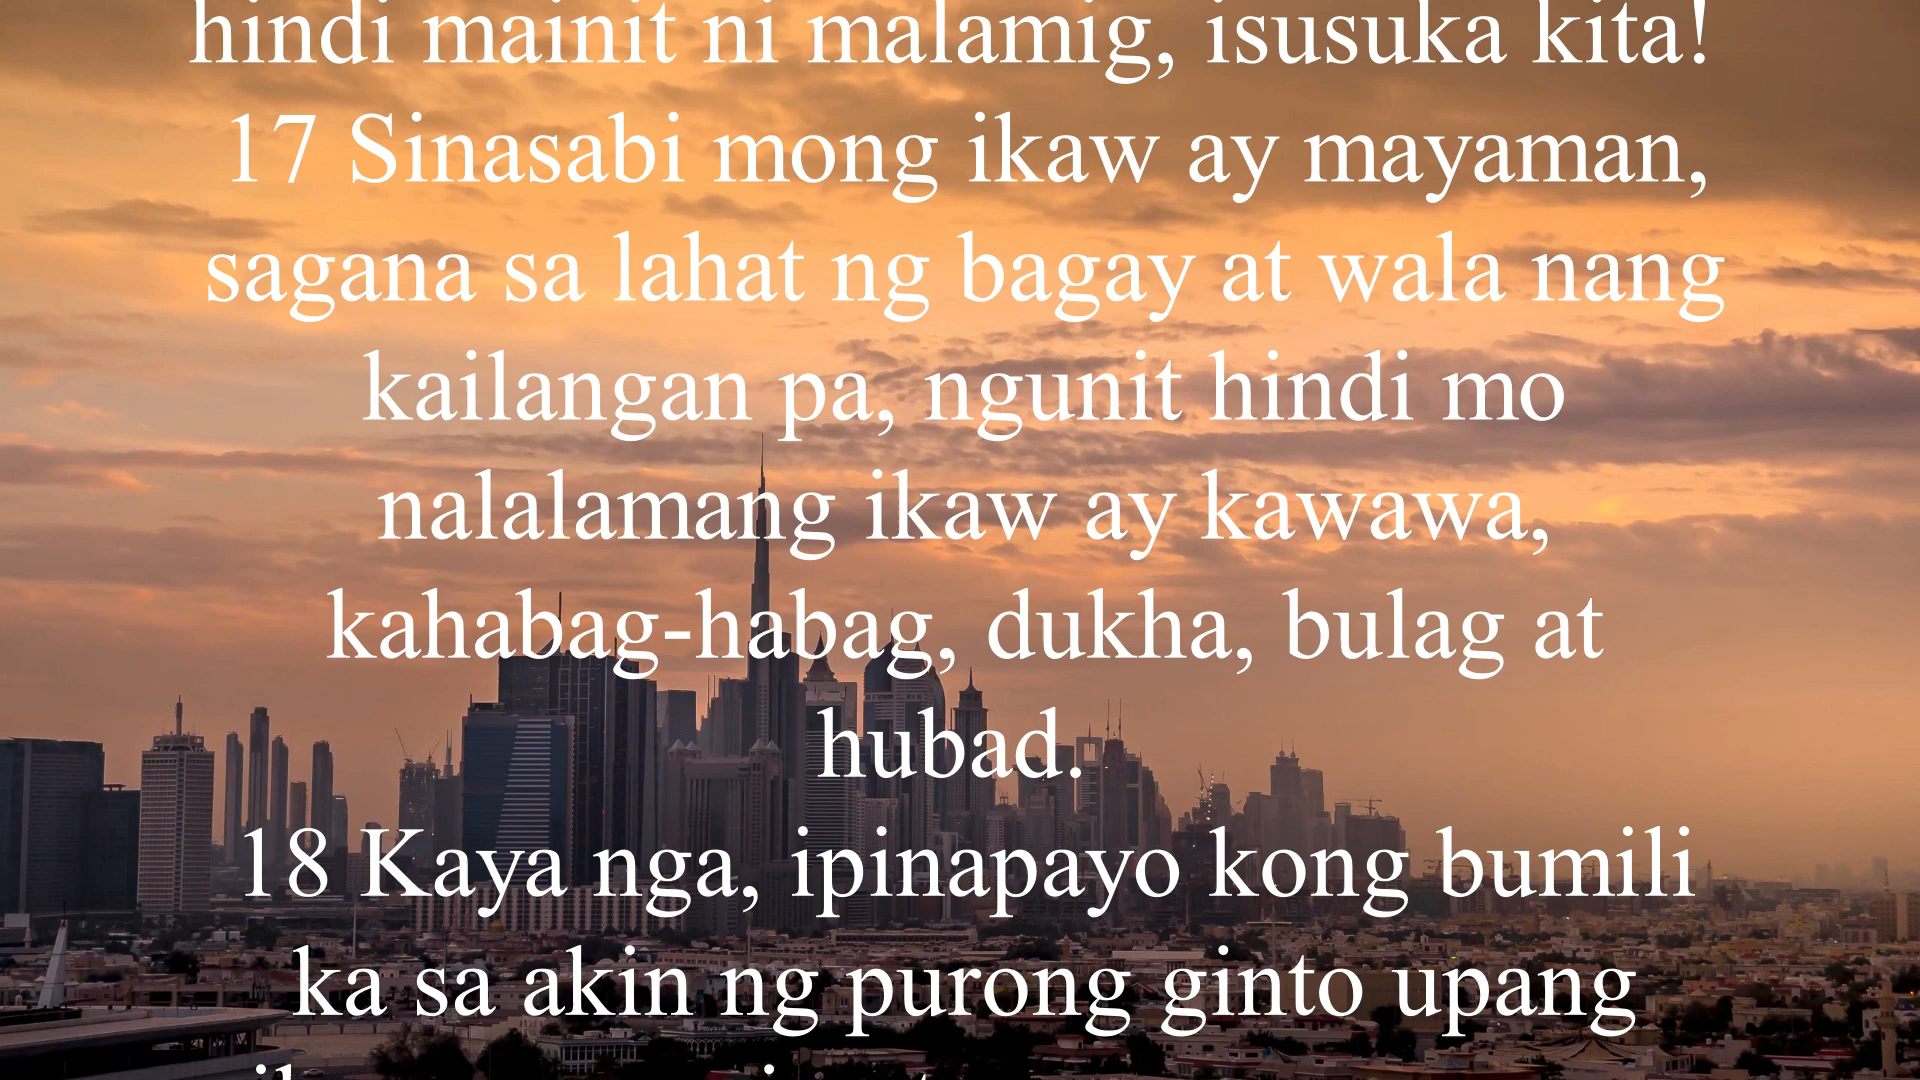 hindi mainit ni malamig, isusuka kita!
17 Sinasabi mong ikaw ay mayaman,
sagana sa lahat ng bagay at wala nang
kailangan pa, ngunit hindi mo
nalalamang ikaw ay kawawa,
kahabag-habag, dukha, bulag at
hubad.
18 Kaya nga, ipinapayo kong bumili
ka sa akin ng purong ginto upang